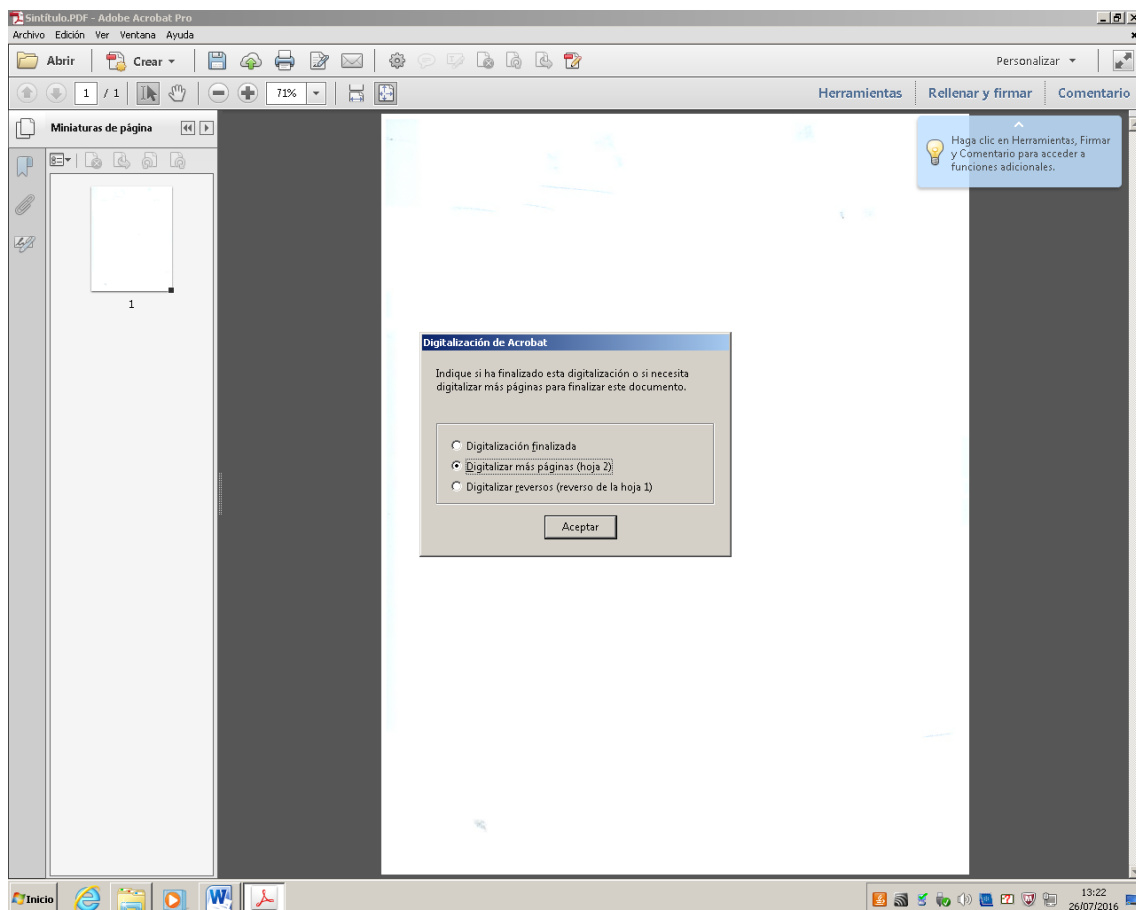 Sintítulo.PDF - Adobe Acrobat Pro
Archivo Edición Ver Ventana Ayuda
Abrir Crear Personalizar
1 / 1 71% Herramientas Rellenar y firmar Comentario
Miniaturas de página
Haga clic en Herramientas, Firmar
y Comentario para acceder a
funciones adicionales.
1
Digitalización de Acrobat
Indique si ha finalizado esta digitalización o si necesita
digitalizar más páginas para finalizar este documento.
Digitalización finalizada
Digitalizar más páginas (hoja 2)
Digitalizar reversos (reverso de la hoja 1)
Aceptar
Inicio
13:22
26/07/2016